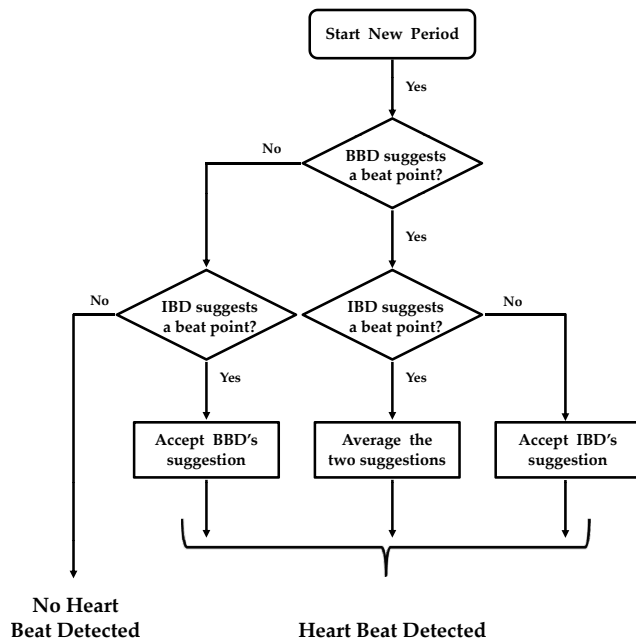 Start New Period
Yes
No
BBD suggests
a beat point?
Yes
No
IBD suggests
a beat point?
IBD suggests
a beat point?
No
Yes
Yes
Accept BBD's
suggestion
Average the
two suggestions
Accept IBD's
suggestion
No Heart
Beat Detected
Heart Beat Detected